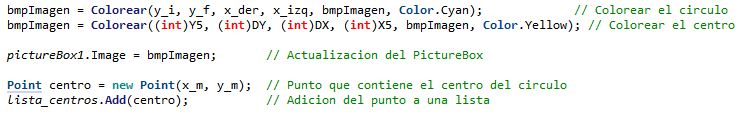 bmpImagen = Colorear(y_i, y_f, x_der, x_izq, bmpImagen, Color.Cyan); // Colorear el circulo
bmpImagen = Colorear((int)Y5, (int)DY, (int)DX, (int)X5, bmpImagen, Color.Yellow); // Colorear el centro
pictureBox1.Image = bmpImagen; // Actualizacion del PictureBox
Point centro = new Point(x_m, y_m); // Punto que contiene el centro del circulo
lista_centros.Add(centro); // Adicion del punto a una lista